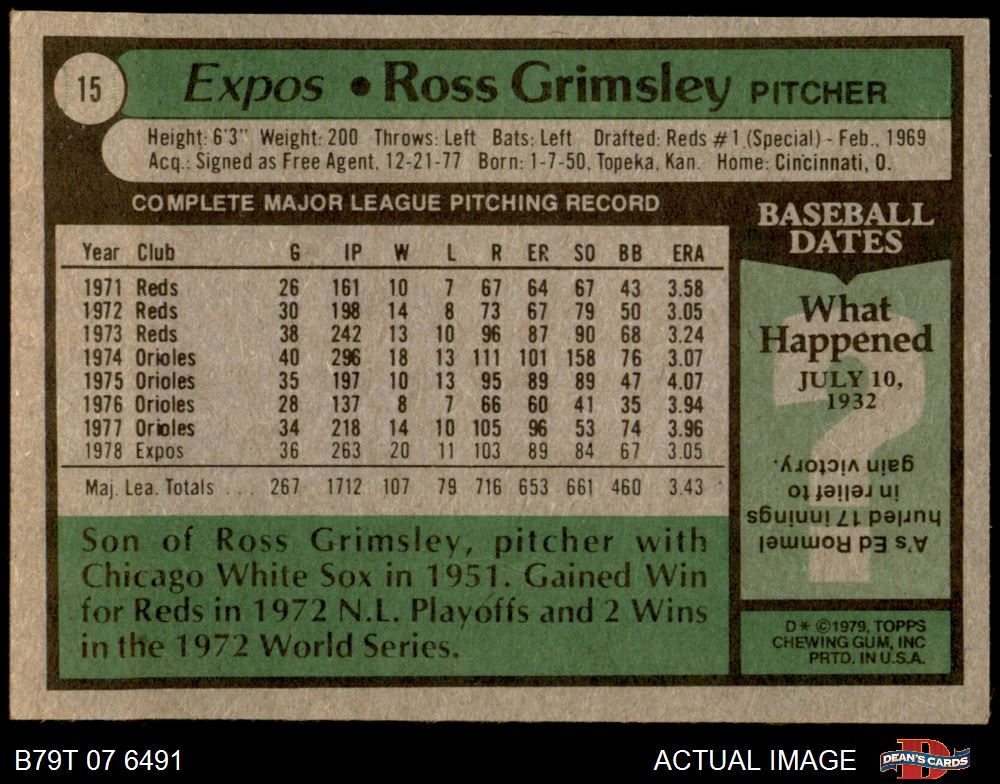 15
Expos • Ross Grimsley PITCHER
Height: 6'3" Weight: 200 Throws: Left Bats: Left Drafted: Reds #1 (Special) - Feb., 1969
Acq.: Signed as Free Agent, 12-21-77 Born: 1-7-50, Topeka, Kan. Home: Cincinnati, O.
COMPLETE MAJOR LEAGUE PITCHING RECORD
Year Club G IP W L R ER SO BB ERA
1971 Reds 26 161 10 7 67 64 67 43 3.58
1972 Reds 30 198 14 8 73 67 79 50 3.05
1973 Reds 38 242 13 10 96 87 90 68 3.24
1974 Orioles 40 296 18 13 111 101 158 76 3.07
1975 Orioles 35 197 10 13 95 89 89 47 4.07
1976 Orioles 28 137 8 7 66 60 41 35 3.94
1977 Orioles 34 218 14 10 105 96 53 74 3.96
1978 Expos 36 263 20 11 103 89 84 67 3.05
Maj. Lea. Totals ... 267 1712 107 79 716 653 661 460 3.43
Son of Ross Grimsley, pitcher with
Chicago White Sox in 1951. Gained Win
for Reds in 1972 N.L. Playoffs and 2 Wins
in the 1972 World Series.
BASEBALL
DATES
What
Happened
JULY 10,
1932
?
A's Ed Rommel
hurled 17 innings
in relief to
gain victory.
D* ©1979, TOPPS
CHEWING GUM, INC
PRTD. IN U.S.A.
B79T 07 6491
ACTUAL IMAGE
D
DEAN'S CARDS